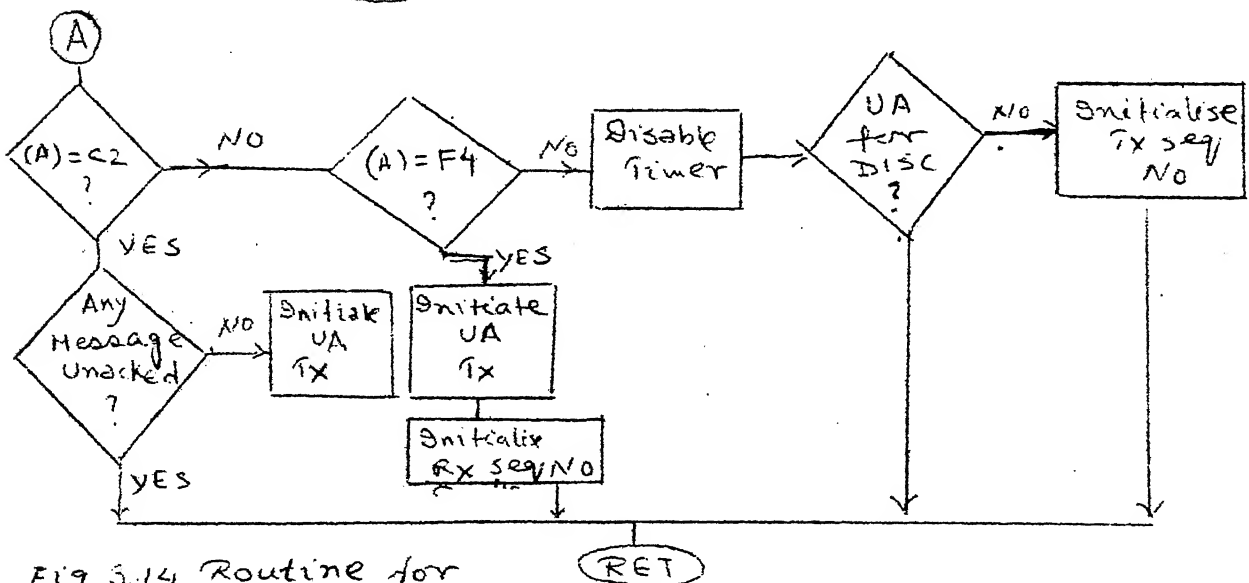 A
(A)=C2
?
NO
YES
(A)=F4
?
NO
YES
Disable
Timer
UA
for
DISC
?
NO
Initialise
Tx seq
NO
Any
Message
Unacked
?
NO
YES
Initiate
UA
Tx
Initiate
UA
Tx
Initialise
Rx seq NO
RET
Fig 5.14 Routine for